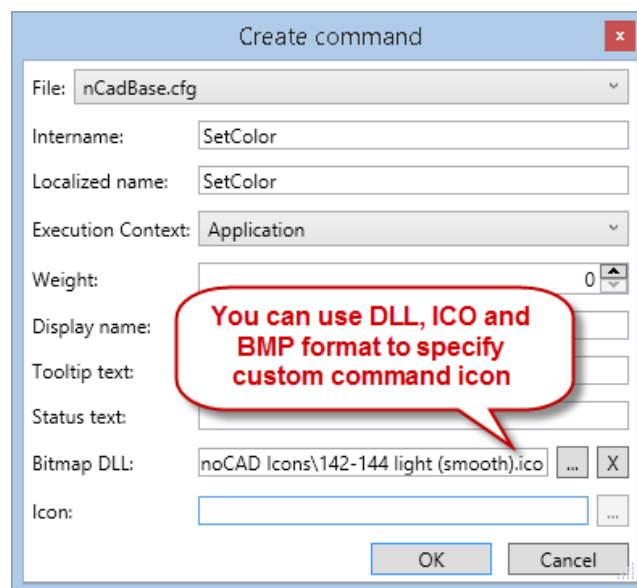 Create command
x
File: nCadBase.cfg
Intername: SetColor
Localized name: SetColor
Execution Context: Application
Weight: 0
You can use DLL, ICO and
BMP format to specify
custom command icon
Display name:
Tooltip text:
Status text:
Bitmap DLL: noCAD Icons\142-144 light (smooth).ico ... X
Icon: ...
OK Cancel